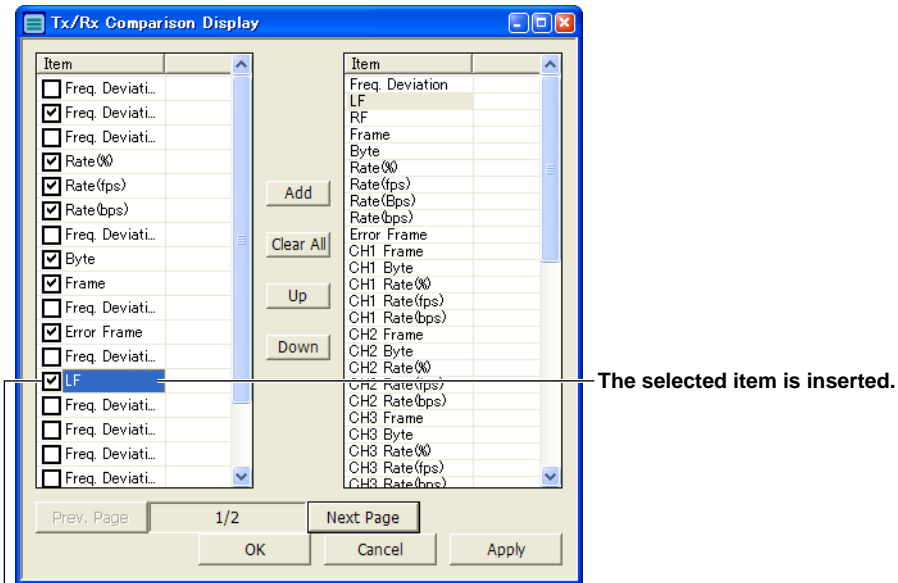 Tx/Rx Comparison Display
Item
Freq. Deviati...
Freq. Deviati...
Freq. Deviati...
Rate(%)
Rate(fps)
Rate(bps)
Freq. Deviati...
Byte
Frame
Freq. Deviati...
Error Frame
Freq. Deviati...
LF
Freq. Deviati...
Freq. Deviati...
Freq. Deviati...
Freq. Deviati...
Add
Clear All
Up
Down
Item
Freq. Deviation
LF
RF
Frame
Byte
Rate(%)
Rate(fps)
Rate(Bps)
Rate(bps)
Error Frame
CH1 Frame
CH1 Byte
CH1 Rate(%)
CH1 Rate(fps)
CH1 Rate(bps)
CH2 Frame
CH2 Byte
CH2 Rate(%)
CH2 Rate(fps)
CH2 Rate(bps)
CH3 Frame
CH3 Byte
CH3 Rate(%)
CH3 Rate(fps)
CH3 Rate(bps)
The selected item is inserted.
Prev. Page
1/2
Next Page
OK
Cancel
Apply